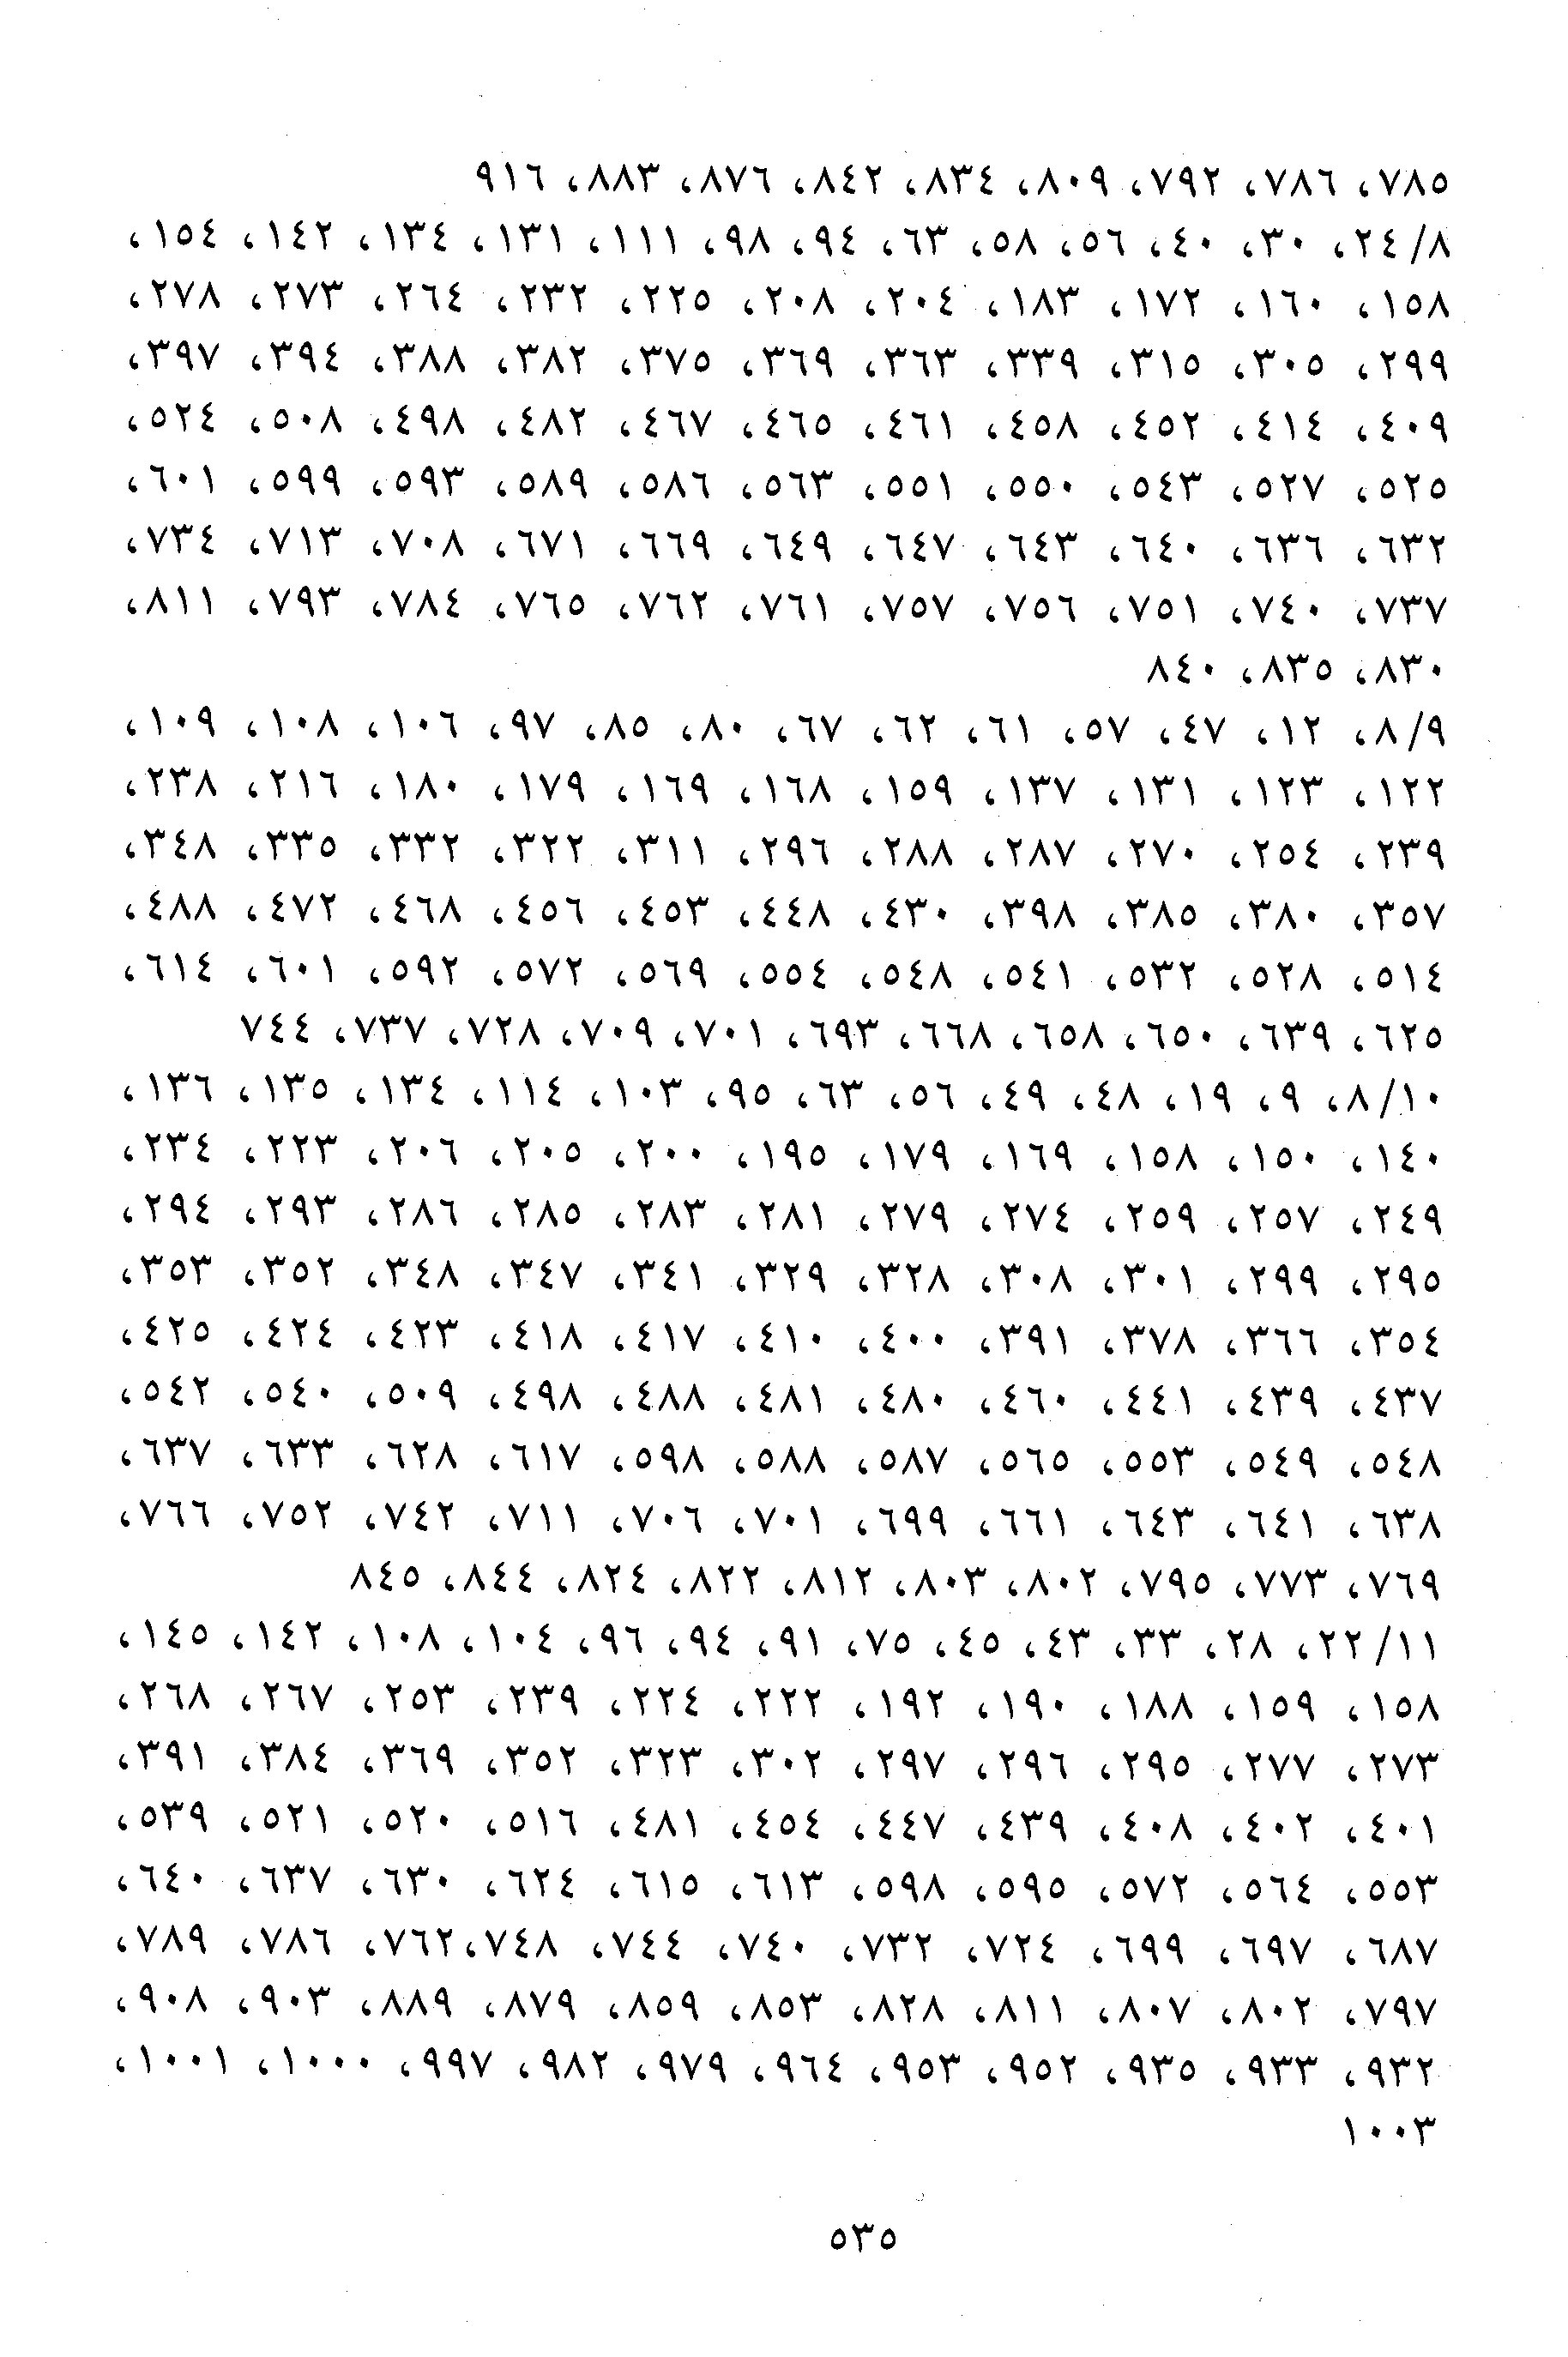 ٧٨٥، ٧٨٦، ٧٩٢، ٨٠٩، ٨٣٤، ٨٤٢، ٨٧٦، ٨٨٣، ٩١٦
٨/ ٢٤، ٣٠، ٤٠، ٥٦، ٥٨، ٦٣، ٩٤، ٩٨، ١١١، ١٣١، ١٣٤، ١٤٢، ١٥٤،
١٥٨، ١٦٠، ١٧٢، ١٨٣، ٢٠٤، ٢٠٨، ٢٢٥، ٢٣٢، ٢٦٤، ٢٧٣، ٢٧٨،
٢٩٩، ٣٠٥، ٣١٥، ٣٣٩، ٣٦٣، ٣٦٩، ٣٧٥، ٣٨٢، ٣٨٨، ٣٩٤، ٣٩٧،
٤٠٩، ٤١٤، ٤٥٢، ٤٥٨، ٤٦١، ٤٦٥، ٤٦٧، ٤٨٢، ٤٩٨، ٥٠٨، ٥٢٤،
٥٢٥، ٥٢٧، ٥٤٣، ٥٥٠، ٥٥١، ٥٦٣، ٥٨٦، ٥٨٩، ٥٩٣، ٥٩٩، ٦٠١،
٦٣٢، ٦٣٦، ٦٤٠، ٦٤٣، ٦٤٧، ٦٤٩، ٦٦٩، ٦٧١، ٧٠٨، ٧١٣، ٧٣٤،
٧٣٧، ٧٤٠، ٧٥١، ٧٥٦، ٧٥٧، ٧٦١، ٧٦٢، ٧٦٥، ٧٨٤، ٧٩٣، ٨١١،
٨٣٠، ٨٣٥، ٨٤٠
٩/ ٨، ١٢، ٤٧، ٥٧، ٦١، ٦٢، ٦٧، ٨٠، ٨٥، ٩٧، ١٠٦، ١٠٨، ١٠٩،
١٢٢، ١٢٣، ١٣١، ١٣٧، ١٥٩، ١٦٨، ١٦٩، ١٧٩، ١٨٠، ٢١٦، ٢٣٨،
٢٣٩، ٢٥٤، ٢٧٠، ٢٨٧، ٢٨٨، ٢٩٦، ٣١١، ٣٢٢، ٣٣٢، ٣٣٥، ٣٤٨،
٣٥٧، ٣٨٠، ٣٨٥، ٣٩٨، ٤٣٠، ٤٤٨، ٤٥٣، ٤٥٦، ٤٦٨، ٤٧٢، ٤٨٨،
٥١٤، ٥٢٨، ٥٣٢، ٥٤١، ٥٤٨، ٥٥٤، ٥٦٩، ٥٧٢، ٥٩٢، ٦٠١، ٦١٤،
٦٢٥، ٦٣٩، ٦٥٠، ٦٥٨، ٦٦٨، ٦٩٣، ٧٠١، ٧٠٩، ٧٢٨، ٧٣٧، ٧٤٤
١٠/ ٨، ٩، ١٩، ٤٨، ٤٩، ٥٦، ٦٣، ٩٥، ١٠٣، ١١٤، ١٣٤، ١٣٥، ١٣٦،
١٤٠، ١٥٠، ١٥٨، ١٦٩، ١٧٩، ١٩٥، ٢٠٠، ٢٠٥، ٢٠٦، ٢٢٣، ٢٣٤،
٢٤٩، ٢٥٧، ٢٥٩، ٢٧٤، ٢٧٩، ٢٨١، ٢٨٣، ٢٨٥، ٢٨٦، ٢٩٣، ٢٩٤،
٢٩٥، ٢٩٩، ٣٠١، ٣٠٨، ٣٢٨، ٣٢٩، ٣٤١، ٣٤٧، ٣٤٨، ٣٥٢، ٣٥٣،
٣٥٤، ٣٦٦، ٣٧٨، ٣٩١، ٤٠٠، ٤١٠، ٤١٧، ٤١٨، ٤٢٣، ٤٢٤، ٤٢٥،
٤٣٧، ٤٣٩، ٤٤١، ٤٦٠، ٤٨٠، ٤٨١، ٤٨٨، ٤٩٨، ٥٠٩، ٥٤٠، ٥٤٢،
٥٤٨، ٥٤٩، ٥٥٣، ٥٦٥، ٥٨٧، ٥٨٨، ٥٩٨، ٦١٧، ٦٢٨، ٦٣٣، ٦٣٧،
٦٣٨، ٦٤١، ٦٤٣، ٦٦١، ٦٩٩، ٧٠١، ٧٠٦، ٧١١، ٧٤٢، ٧٥٢، ٧٦٦،
٧٦٩، ٧٧٣، ٧٩٥، ٨٠٢، ٨٠٣، ٨١٢، ٨٢٢، ٨٢٤، ٨٤٤، ٨٤٥
١١/ ٢٢، ٢٨، ٣٣، ٤٣، ٤٥، ٧٥، ٩١، ٩٤، ٩٦، ١٠٤، ١٠٨، ١٤٢، ١٤٥،
١٥٨، ١٥٩، ١٨٨، ١٩٠، ١٩٢، ٢٢٢، ٢٢٤، ٢٣٩، ٢٥٣، ٢٦٧، ٢٦٨،
٢٧٣، ٢٧٧، ٢٩٥، ٢٩٦، ٢٩٧، ٣٠٢، ٣٢٣، ٣٥٢، ٣٦٩، ٣٨٤، ٣٩١،
٤٠١، ٤٠٢، ٤٠٨، ٤٣٩، ٤٤٧، ٤٥٤، ٤٨١، ٥١٦، ٥٢٠، ٥٢١، ٥٣٩،
٥٥٣، ٥٦٤، ٥٧٢، ٥٩٥، ٥٩٨، ٦١٣، ٦١٥، ٦٢٤، ٦٣٠، ٦٣٧، ٦٤٠،
٦٨٧، ٦٩٧، ٦٩٩، ٧٢٤، ٧٣٢، ٧٤٠، ٧٤٤، ٧٤٨،٧٦٢، ٧٨٦، ٧٨٩،
٧٩٧، ٨٠٢، ٨٠٧، ٨١١، ٨٢٨، ٨٥٣، ٨٥٩، ٨٧٩، ٨٨٩، ٩٠٣، ٩٠٨،
٩٣٢، ٩٣٣، ٩٣٥، ٩٥٢، ٩٥٣، ٩٦٤، ٩٧٩، ٩٨٢، ٩٩٧، ١٠٠٠، ١٠٠١،
١٠٠٣
٥٣٥